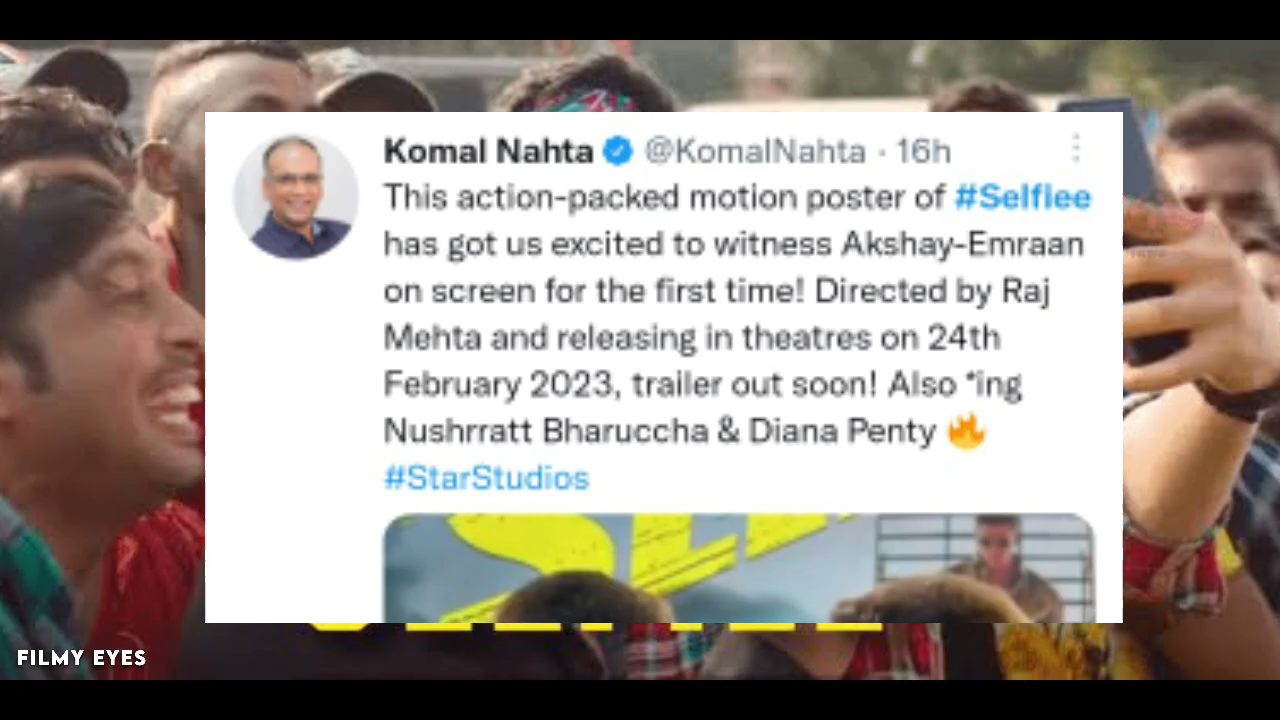 Komal Nahta @KomalNahta · 16h
This action-packed motion poster of #Selfiee
has got us excited to witness Akshay-Emraan
on screen for the first time! Directed by Raj
Mehta and releasing in theatres on 24th
February 2023, trailer out soon! Also *ing
Nushrratt Bharuccha & Diana Penty 🔥
#StarStudios
FILMY EYES